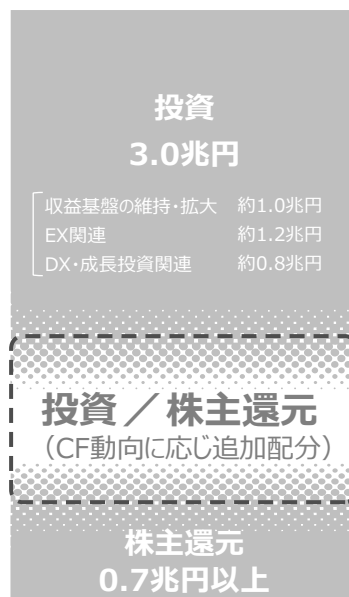 投資
3.0兆円
収益基盤の維持・拡大 約1.0兆円
EX関連 約1.2兆円
DX・成長投資関連 約0.8兆円
投資／株主還元
（CF動向に応じ追加配分）
株主還元
0.7兆円以上